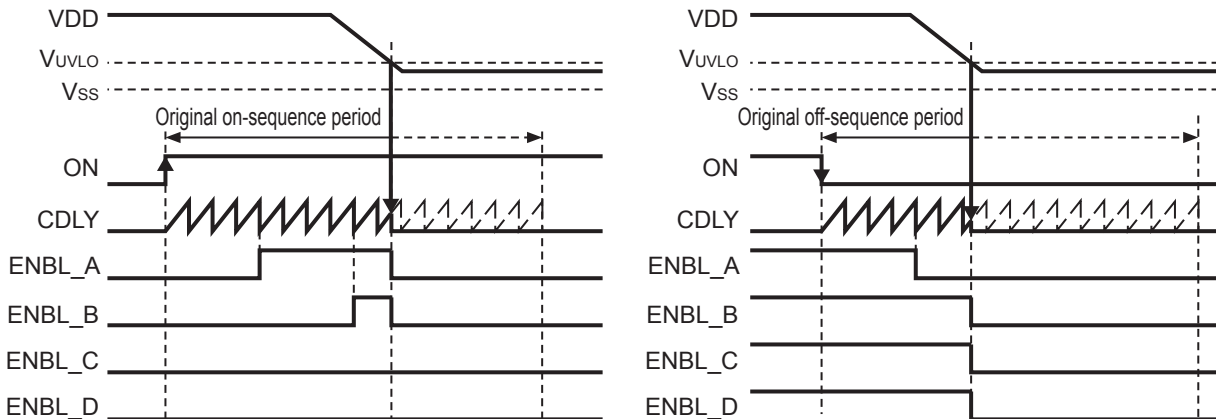 VDD
VUVLO
VSS
Original on-sequence period
ON
CDLY
ENBL_A
ENBL_B
ENBL_C
ENBL_D
VDD
VUVLO
VSS
Original off-sequence period
ON
CDLY
ENBL_A
ENBL_B
ENBL_C
ENBL_D